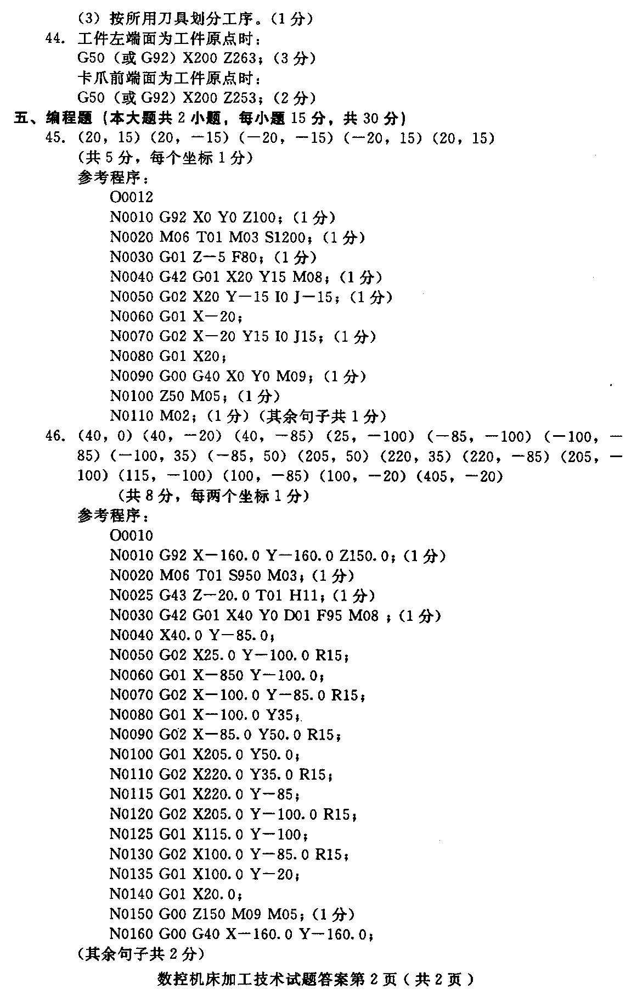 (3) 按所用刀具划分工序。(1 分)
44. 工件左端面为工件原点时:
G50 (或 G92) X200 Z263; (3 分)
卡爪前端面为工件原点时:
G50 (或 G92) X200 Z253; (2 分)
五、编程题 (本大题共 2 小题, 每小题 15 分, 共 30 分)
45. (20, 15) (20, —15) (—20, —15) (—20, 15) (20, 15)
(共 5 分, 每个坐标 1 分)
参考程序:
O0012
N0010 G92 X0 Y0 Z100; (1 分)
N0020 M06 T01 M03 S1200; (1 分)
N0030 G01 Z—5 F80; (1 分)
N0040 G42 G01 X20 Y15 M08; (1 分)
N0050 G02 X20 Y—15 I0 J—15; (1 分)
N0060 G01 X—20;
N0070 G02 X—20 Y15 I0 J15; (1 分)
N0080 G01 X20;
N0090 G00 G40 X0 Y0 M09; (1 分)
N0100 Z50 M05; (1 分)
N0110 M02; (1 分) (其余句子共 1 分)
46. (40, 0) (40, —20) (40, —85) (25, —100) (—85, —100) (—100, —
85) (—100, 35) (—85, 50) (205, 50) (220, 35) (220, —85) (205, —
100) (115, —100) (100, —85) (100, —20) (405, —20)
(共 8 分, 每两个坐标 1 分)
参考程序:
O0010
N0010 G92 X—160.0 Y—160.0 Z150.0; (1 分)
N0020 M06 T01 S950 M03; (1 分)
N0025 G43 Z—20.0 T01 H11; (1 分)
N0030 G42 G01 X40 Y0 D01 F95 M08 ; (1 分)
N0040 X40.0 Y—85.0;
N0050 G02 X25.0 Y—100.0 R15;
N0060 G01 X—850 Y—100.0;
N0070 G02 X—100.0 Y—85.0 R15;
N0080 G01 X—100.0 Y35;
N0090 G02 X—85.0 Y50.0 R15;
N0100 G01 X205.0 Y50.0;
N0110 G02 X220.0 Y35.0 R15;
N0115 G01 X220.0 Y—85;
N0120 G02 X205.0 Y—100.0 R15;
N0125 G01 X115.0 Y—100;
N0130 G02 X100.0 Y—85.0 R15;
N0135 G01 X100.0 Y—20;
N0140 G01 X20.0;
N0150 G00 Z150 M09 M05; (1 分)
N0160 G00 G40 X—160.0 Y—160.0;
(其余句子共 2 分)
数控机床加工技术试题答案第 2 页 ( 共 2 页 )